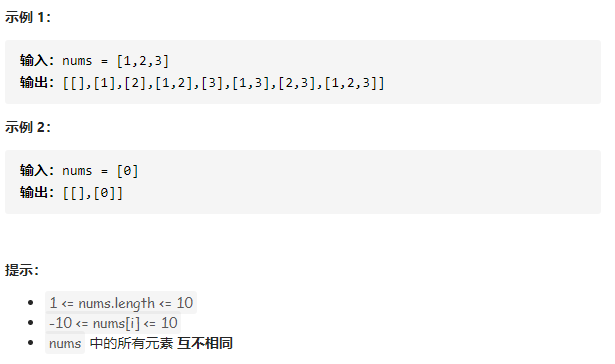 示例 1：
输入：nums = [1,2,3]
输出：[[],[1],[2],[1,2],[3],[1,3],[2,3],[1,2,3]]
示例 2：
输入：nums = [0]
输出：[[],[0]]
提示：
1 <= nums.length <= 10
-10 <= nums[i] <= 10
nums 中的所有元素 互不相同